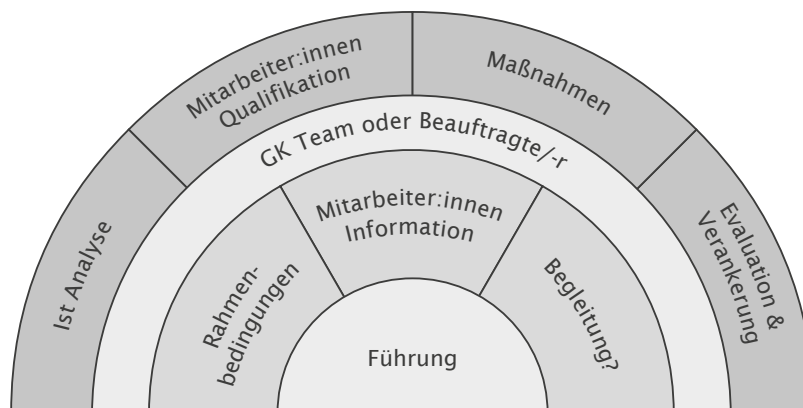 Ist Analyse
Mitarbeiter:innen
Qualifikation
Maßnahmen
Evaluation &
Verankerung
GK Team oder Beauftragte/-r
Rahmen-
bedingungen
Mitarbeiter:innen
Information
Begleitung?
Führung